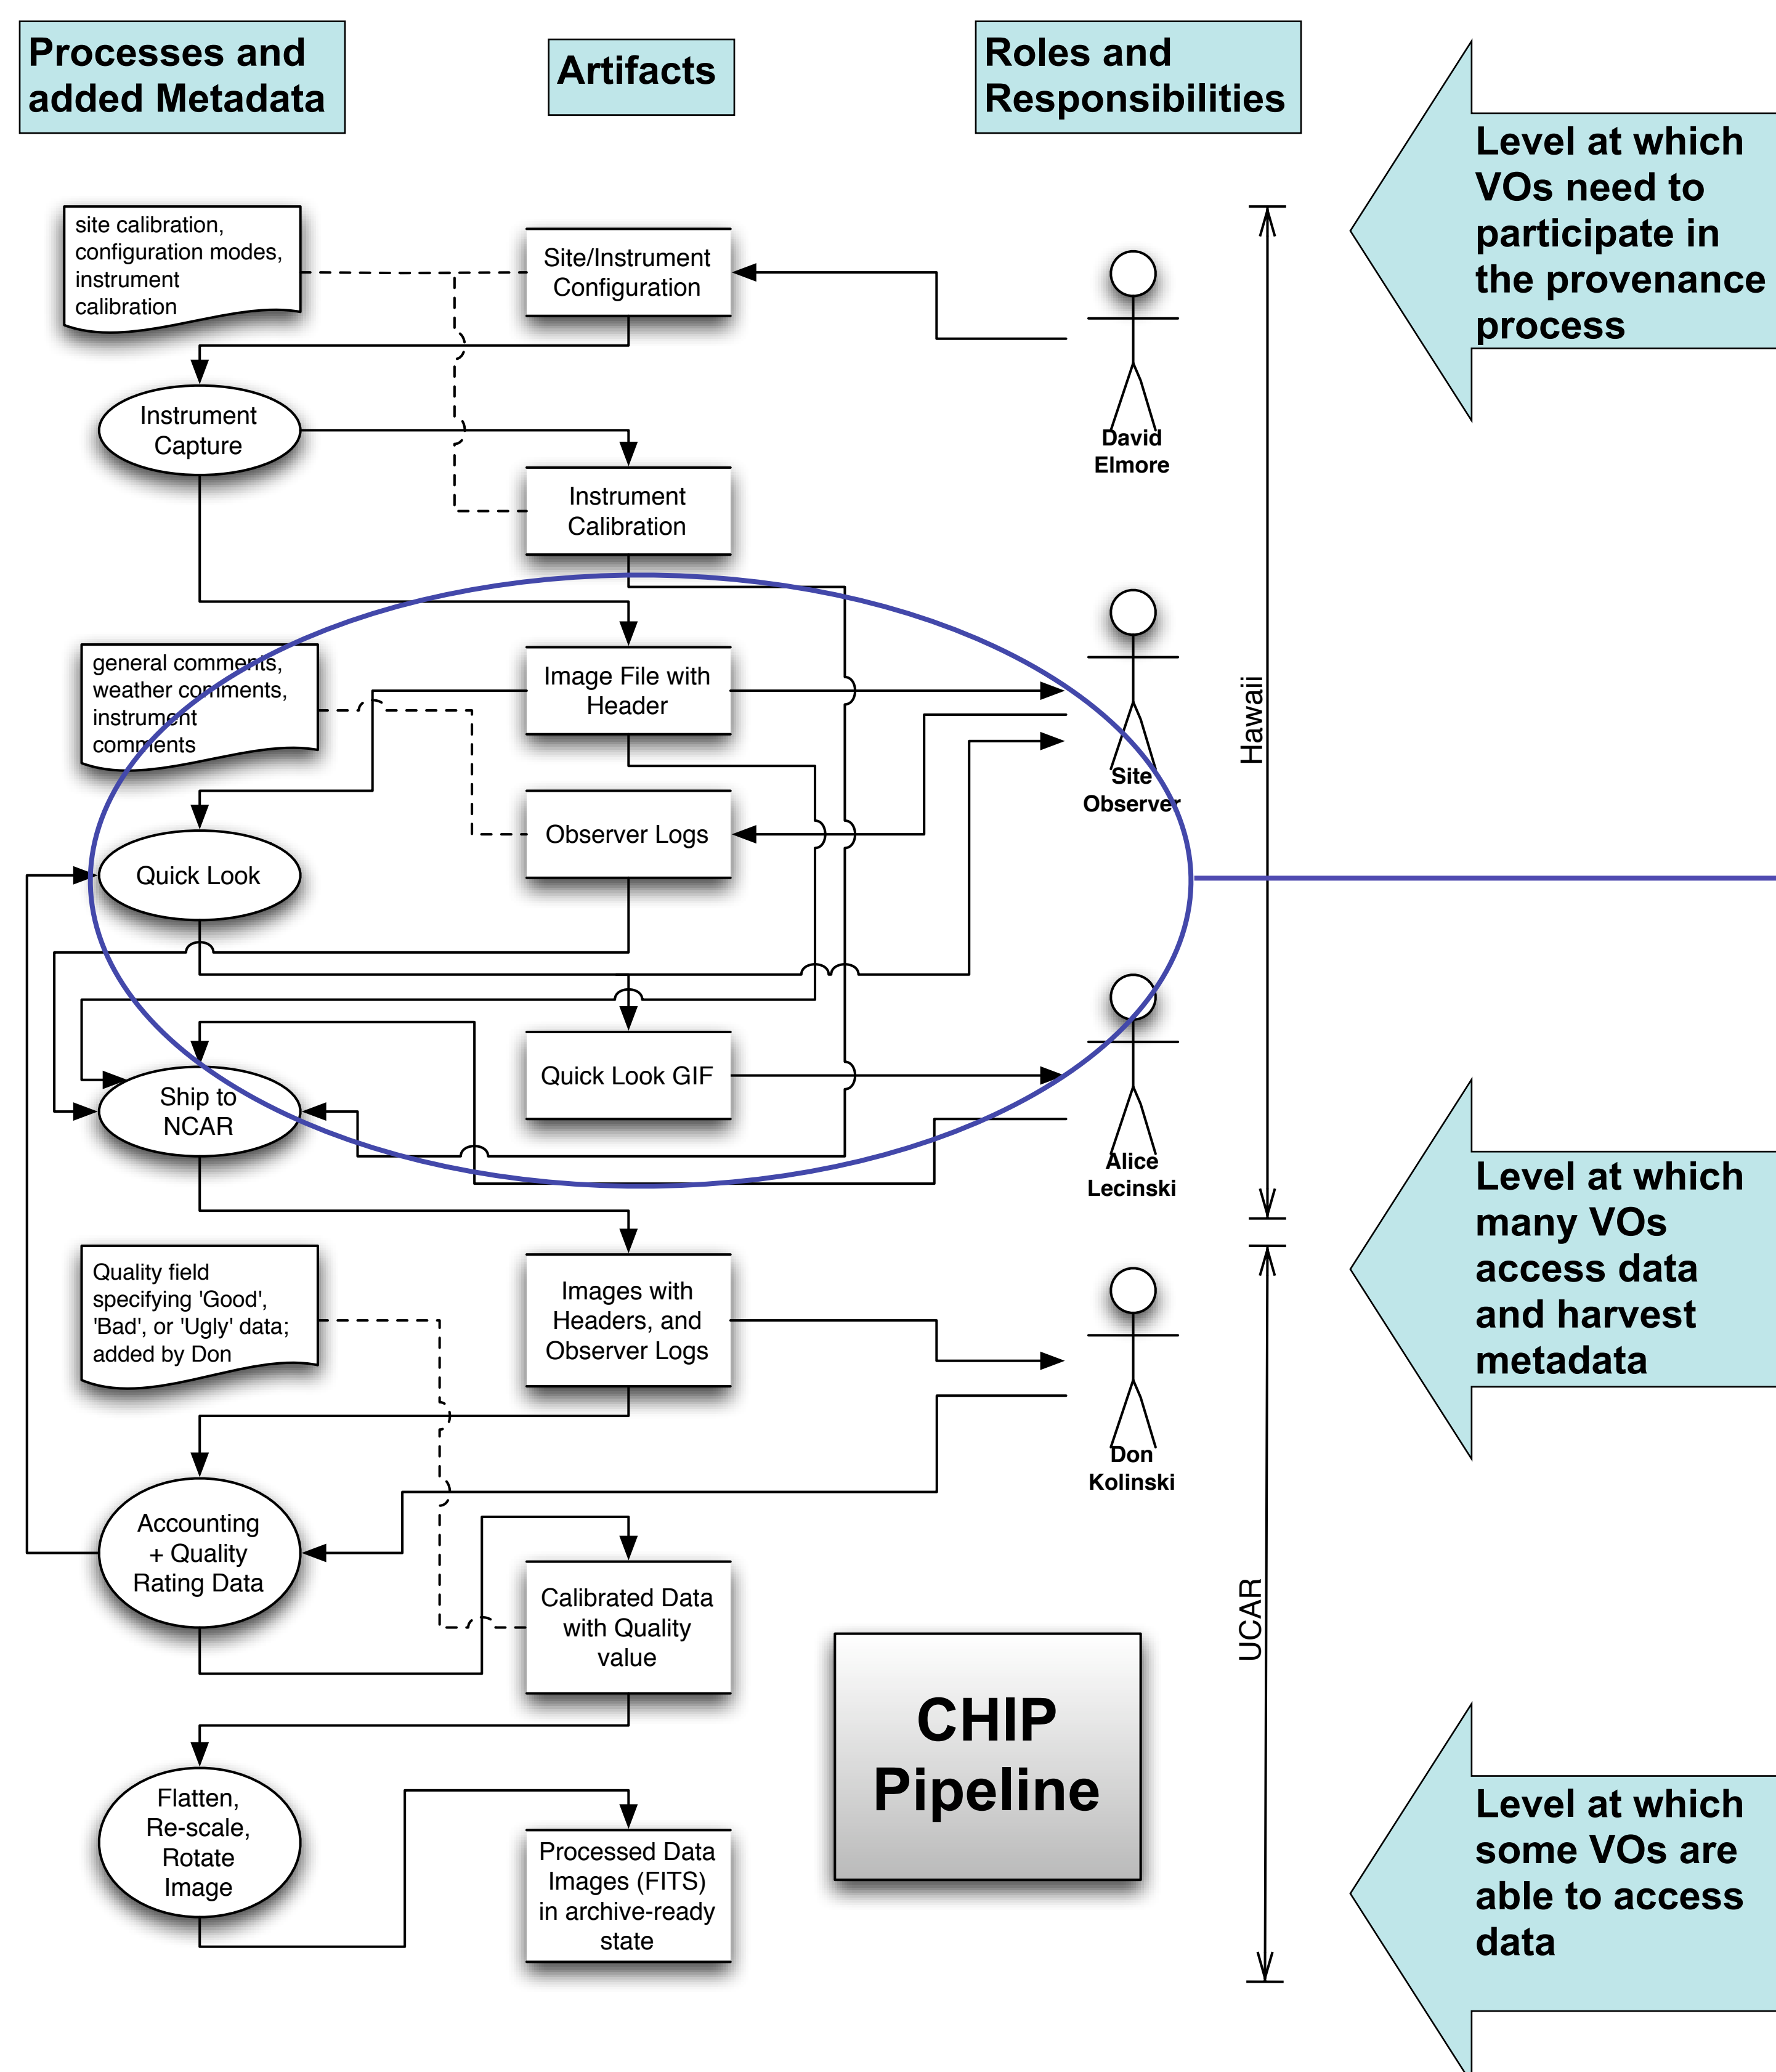 Processes and
added Metadata
Artifacts
Roles and
Responsibilities
Level at which
VOs need to
participate in
the provenance
process
site calibration,
configuration modes,
instrument
calibration
Site/Instrument
Configuration
David
Elmore
Instrument
Capture
Instrument
Calibration
general comments,
weather comments,
instrument
comments
Image File with
Header
Site
Observer
Hawaii
Observer Logs
Quick Look
Quick Look GIF
Ship to
NCAR
Alice
Lecinski
Level at which
many VOs
access data
and harvest
metadata
Quality field
specifying 'Good',
'Bad', or 'Ugly' data;
added by Don
Images with
Headers, and
Observer Logs
Don
Kolinski
Accounting
+ Quality
Rating Data
Calibrated Data
with Quality
value
UCAR
CHIP
Pipeline
Flatten,
Re-scale,
Rotate
Image
Processed Data
Images (FITS)
in archive-ready
state
Level at which
some VOs are
able to access
data